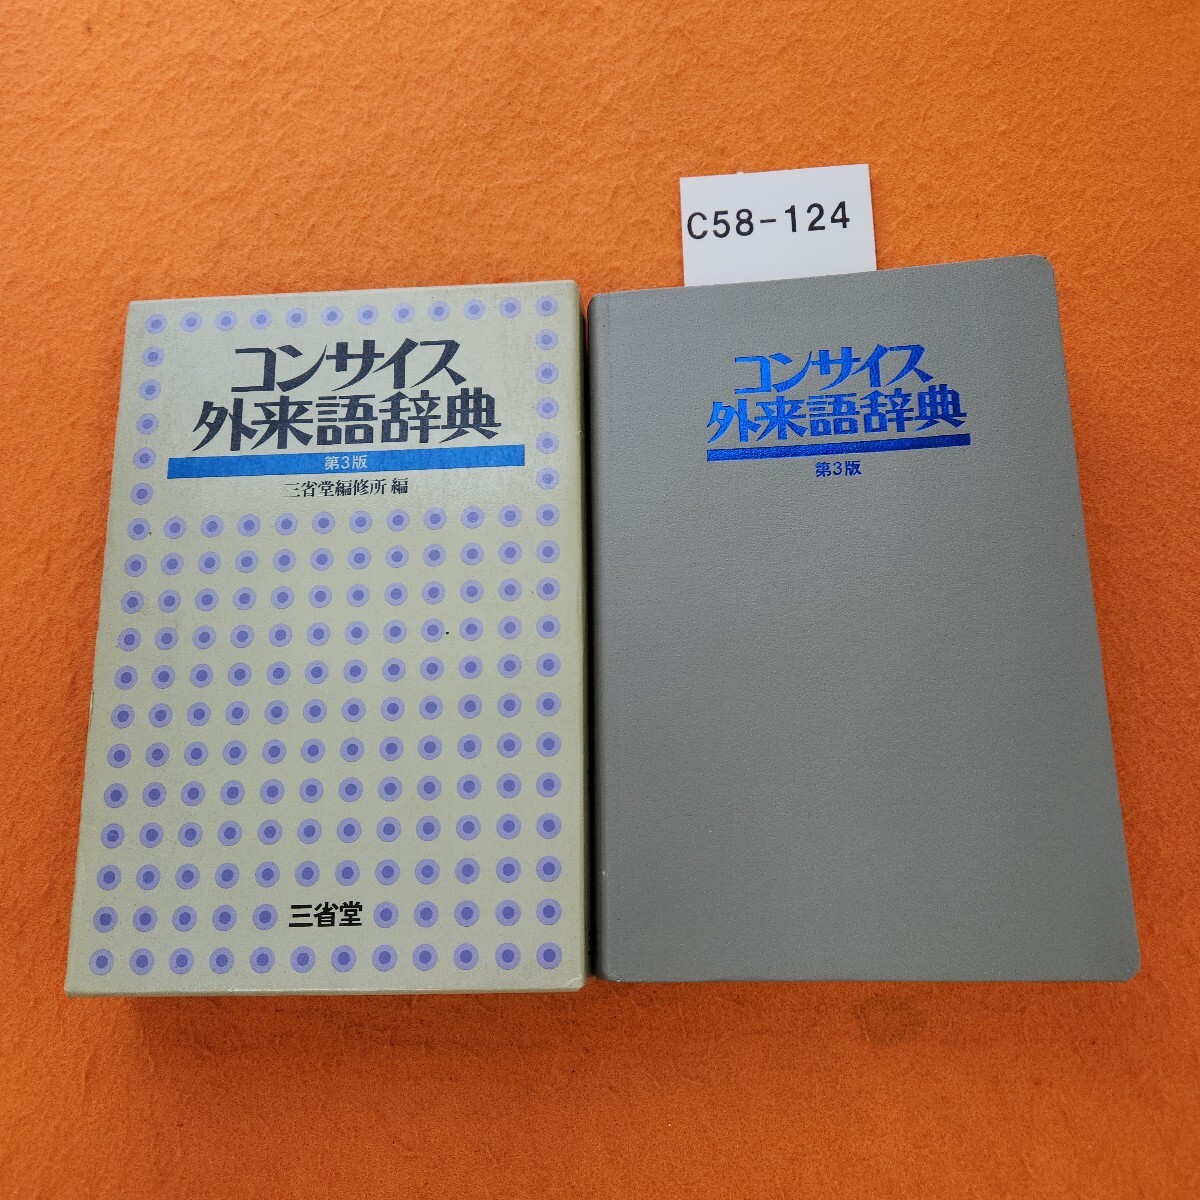 C58-124
コンサイス
外来語辞典
第3版
三省堂編修所 編
三省堂
コンサイス
外来語辞典
第3版